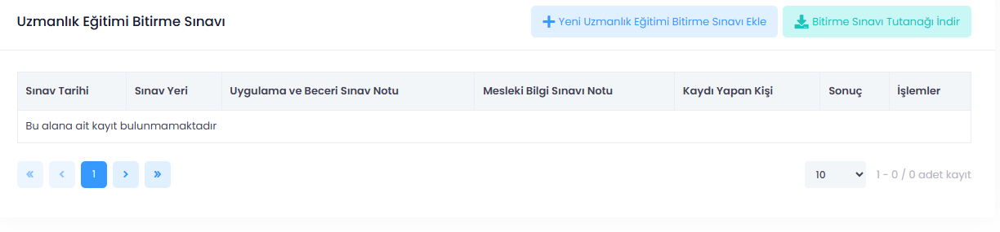 Uzmanlık Eğitimi Bitirme Sınavı
Yeni Uzmanlık Eğitimi Bitirme Sınavı Ekle
Bitirme Sınavı Tutanağı İndir
Sınav Tarihi Sınav Yeri Uygulama ve Beceri Sınav Notu Mesleki Bilgi Sınavı Notu Kaydı Yapan Kişi Sonuç İşlemler
Bu alana ait kayıt bulunmamaktadır
« ‹ 1 › »
10
1 - 0 / 0 adet kayıt